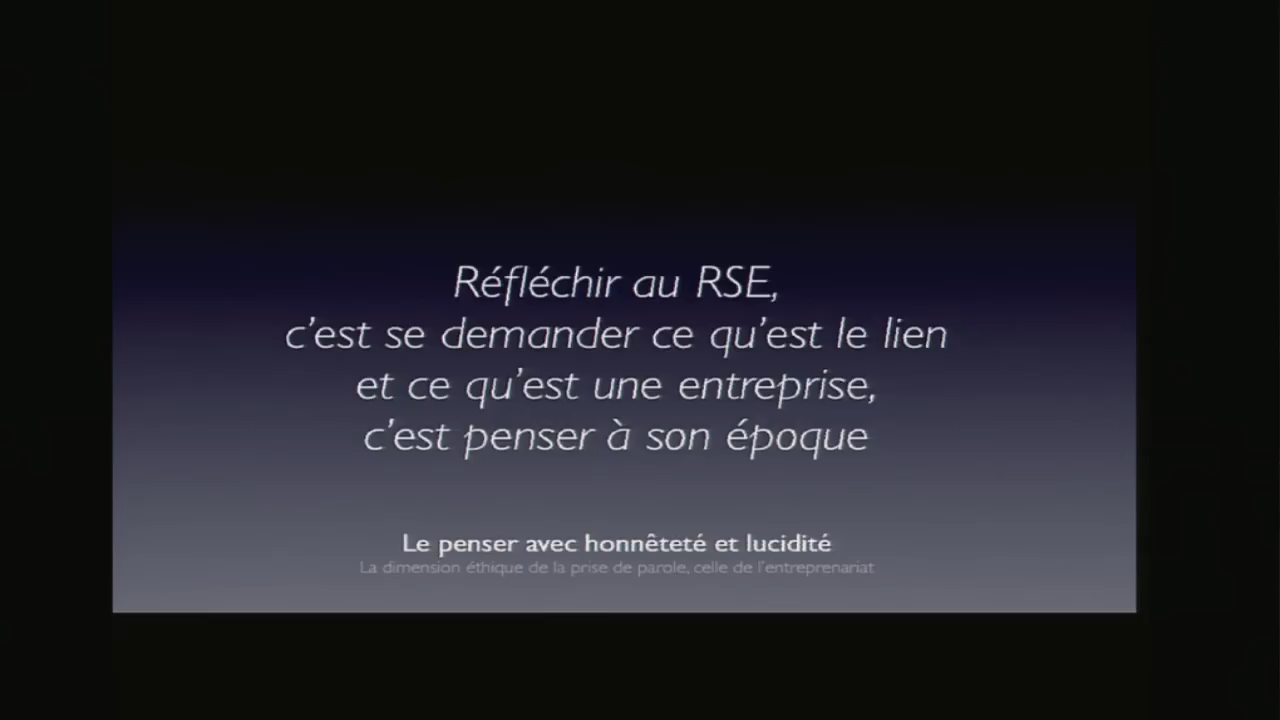 Réfléchir au RSE,
c'est se demander ce qu'est le lien
et ce qu'est une entreprise,
c'est penser à son époque
Le penser avec honnêteté et lucidité
La dimension éthique de la prise de parole, celle de l'entreprenariat